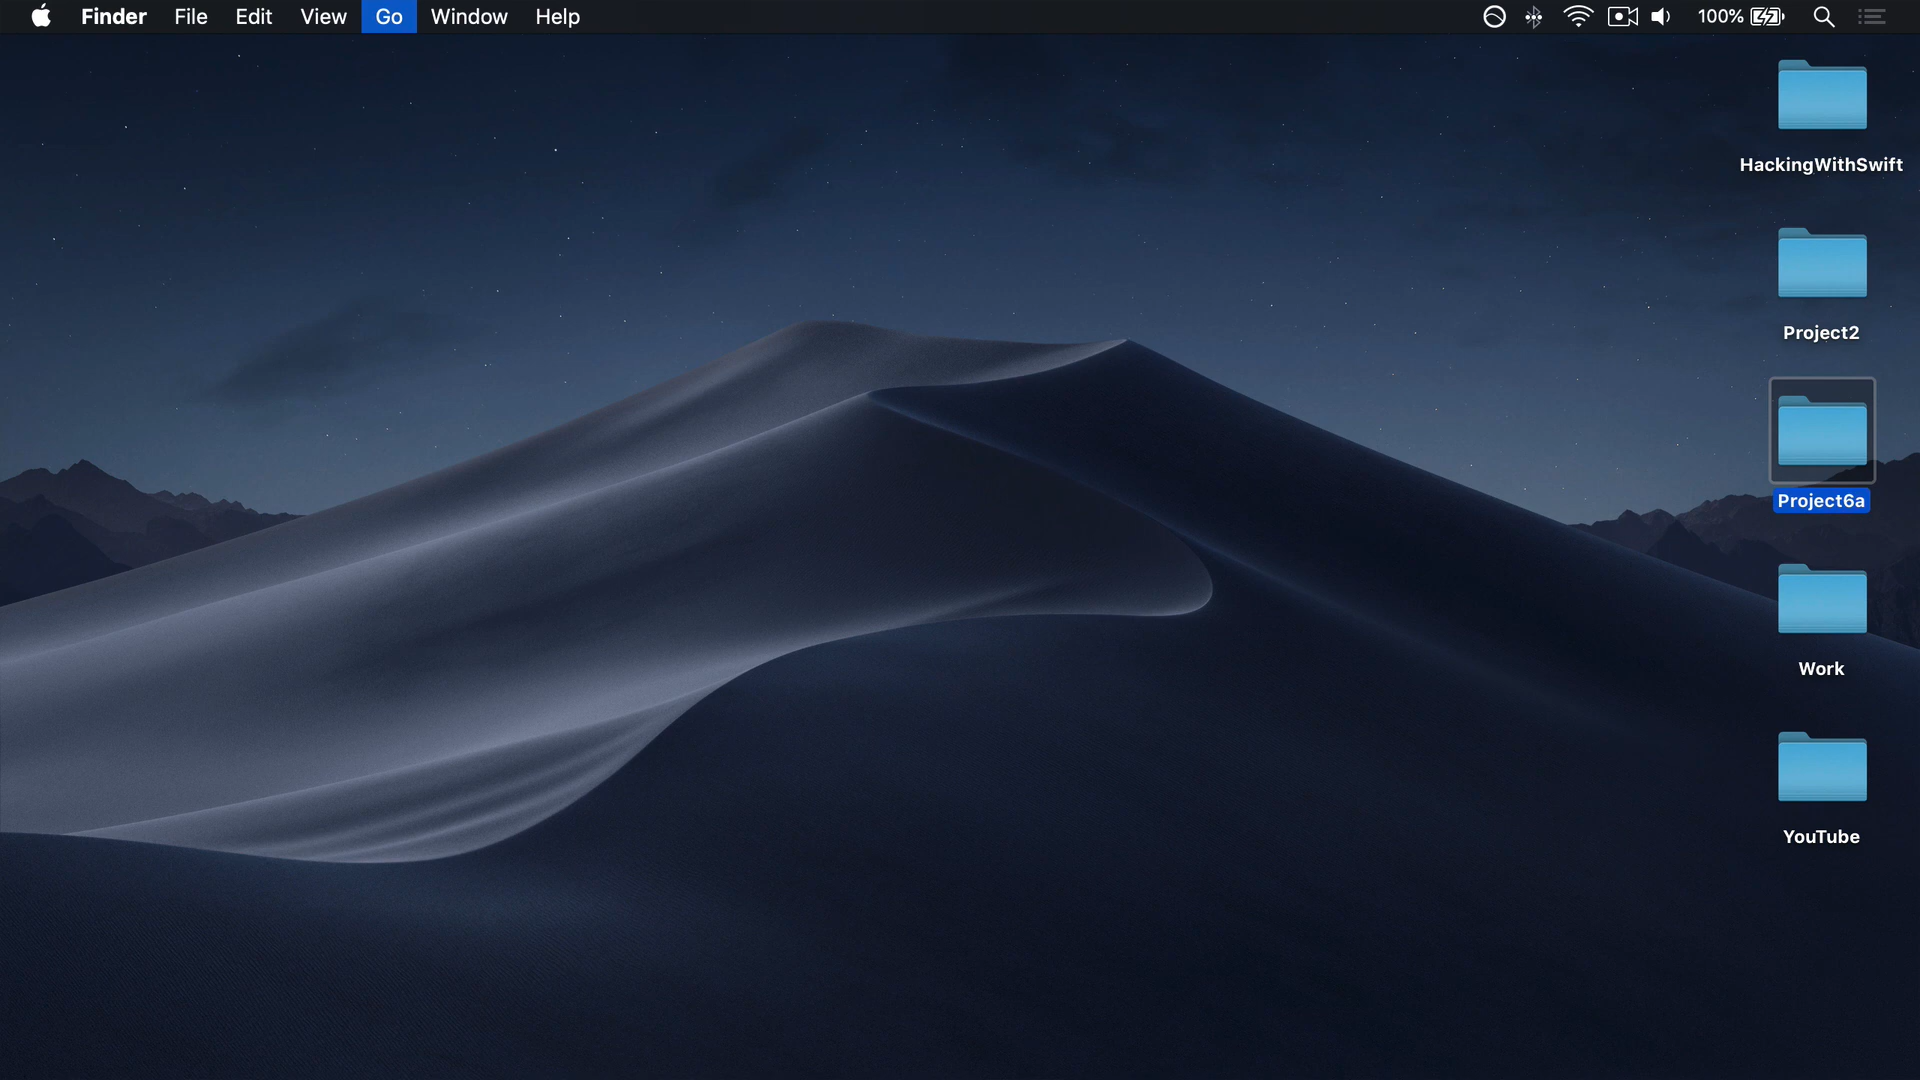 Finder File Edit View Go Window Help 100%
HackingWithSwift
Project2
Project6a
Work
YouTube